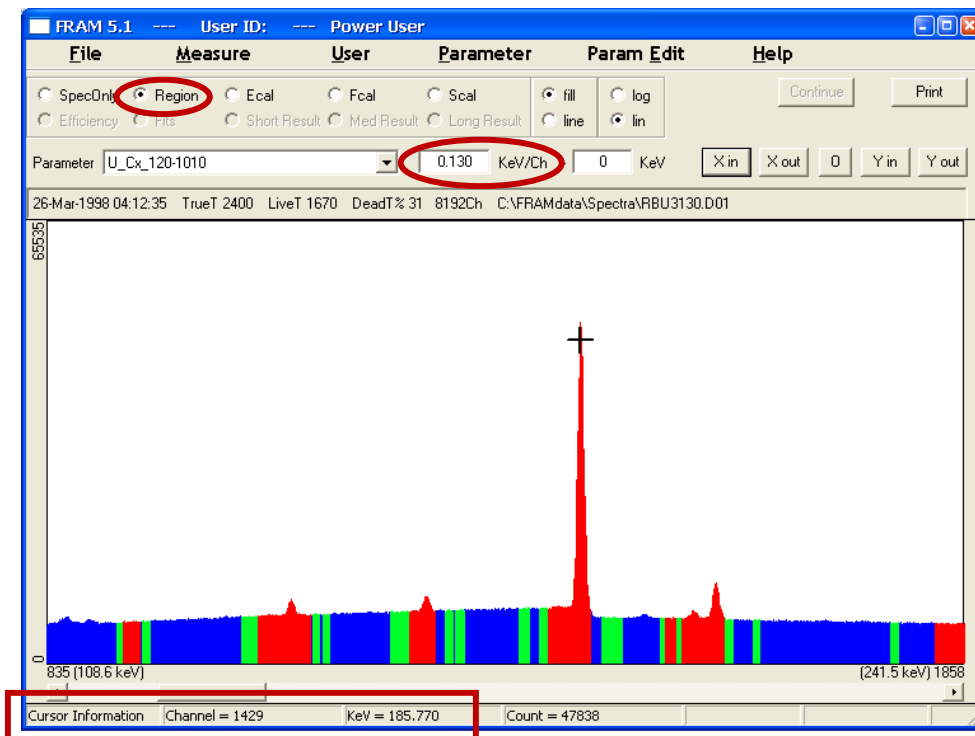 FRAM 5.1 --- User ID: --- Power User
File Measure User Parameter Param Edit Help
SpecOnly Region Ecal Fcal Scal fill log Continue Print
Efficiency Fits Short Result Med Result Long Result line lin
Parameter U_Cx_120-1010 0.130 KeV/Ch 0 KeV X in X out 0 Y in Y out
26-Mar-1998 04:12:35 TrueT 2400 LiveT 1670 DeadT% 31 8192Ch C:\FRAMdata\Spectra\RBU3130.D01
65535
0
835 (108.6 keV) (241.5 keV) 1858
Cursor Information Channel = 1429 KeV = 185.770 Count = 47838